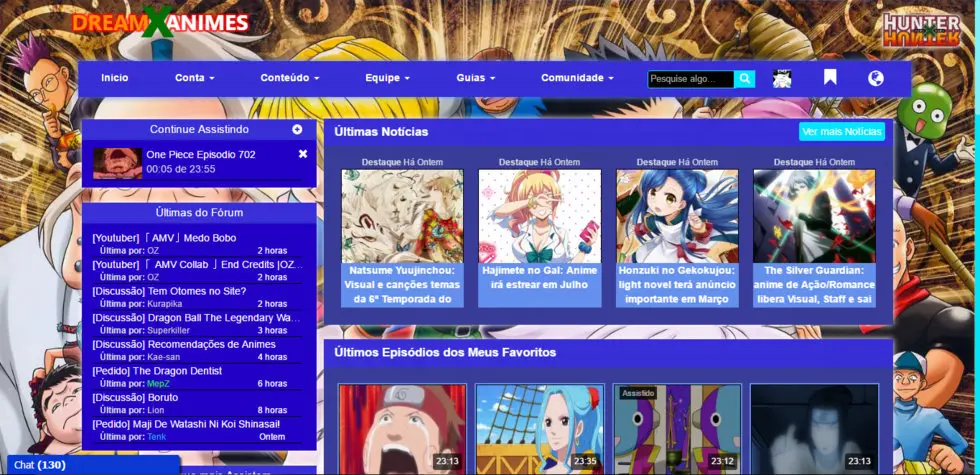 DREAMXANIMES
HUNTER
HUNTER
Inicio
Conta
Conteúdo
Equipe
Guias
Comunidade
Pesquise algo...
Continue Assistindo
One Piece Episodio 702
00:05 de 23:55
Últimas do Fórum
[Youtuber]「AMV」Medo Bobo
Última por: OZ 2 horas
[Youtuber]「AMV Collab」End Credits |OZ...
Última por: OZ 2 horas
[Discussão] Tem Otomes no Site?
Última por: Kurapika 2 horas
[Discussão] Dragon Ball The Legendary Wa...
Última por: Superkiller 3 horas
[Discussão] Recomendações de Animes
Última por: Kae-san 4 horas
[Pedido] The Dragon Dentist
Última por: MepZ 6 horas
[Discussão] Boruto
Última por: Lion 8 horas
[Pedido] Maji De Watashi Ni Koi Shinasai!
Última por: Tenk Ontem
Chat (130)
Últimas Notícias
Ver mais Notícias
Destaque Há Ontem
Natsume Yuujinchou:
Visual e canções temas
da 6ª Temporada do
Destaque Há Ontem
Hajimete no Gal: Anime
irá estrear em Julho
Destaque Há Ontem
Honzuki no Gekokujou:
light novel terá anúncio
importante em Março
Destaque Há Ontem
The Silver Guardian:
anime de Ação/Romance
libera Visual, Staff e sai
Últimos Episódios dos Meus Favoritos
23:13
23:35
Assistido
23:12
23:13